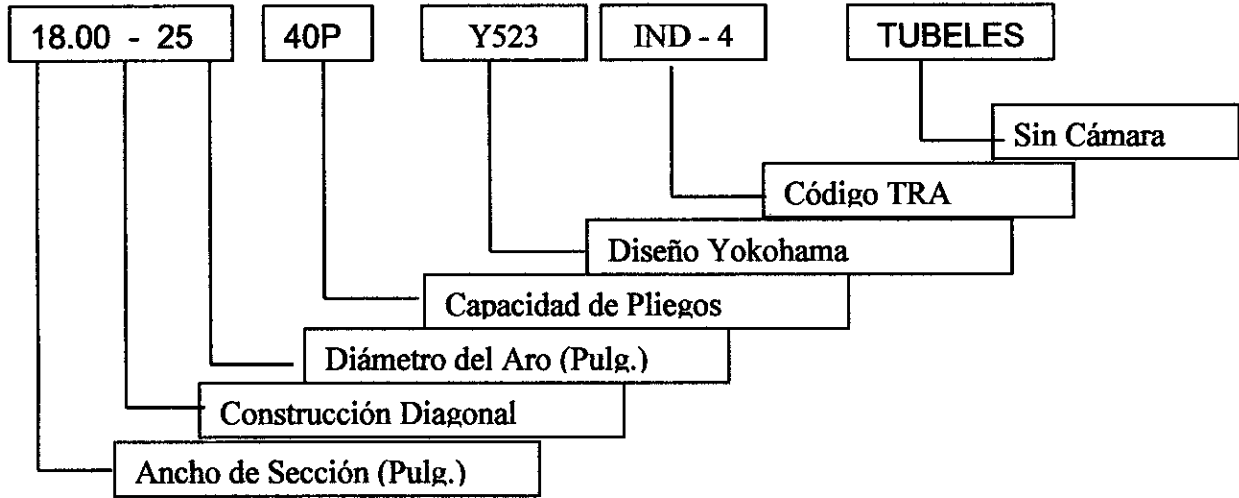 18.00 - 25 40P Y523 IND - 4 TUBELES
Sin Cámara
Código TRA
Diseño Yokohama
Capacidad de Pliegos
Diámetro del Aro (Pulg.)
Construcción Diagonal
Ancho de Sección (Pulg.)